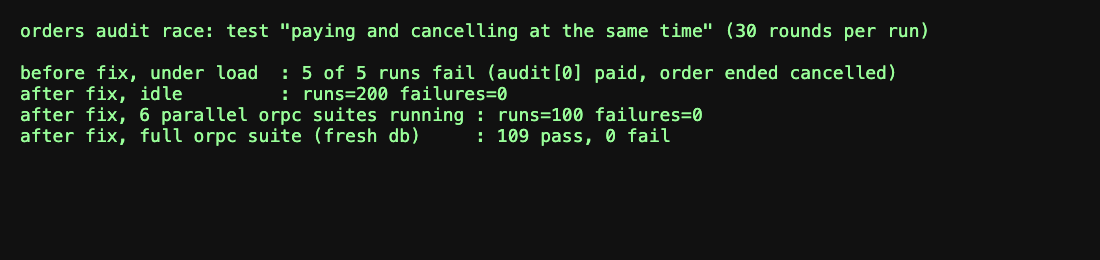 orders audit race: test "paying and cancelling at the same time" (30 rounds per run)
before fix, under load  : 5 of 5 runs fail (audit[0] paid, order ended cancelled)
after fix, idle         : runs=200 failures=0
after fix, 6 parallel orpc suites running : runs=100 failures=0
after fix, full orpc suite (fresh db)     : 109 pass, 0 fail